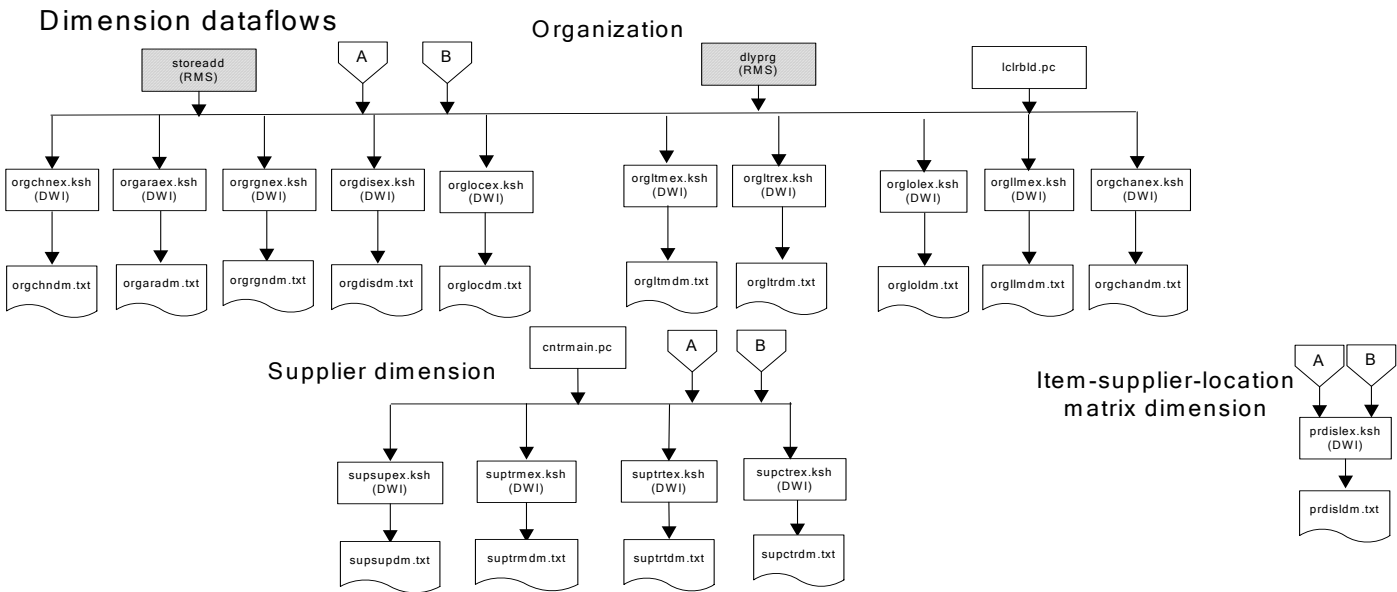 Dimension dataflows
Organization
storeadd
(RMS)
A
B
dlyprg
(RMS)
lclrbld.pc
orgchnex.ksh
(DWI)
orgaraex.ksh
(DWI)
orgrgnex.ksh
(DWI)
orgdisex.ksh
(DWI)
orglocex.ksh
(DWI)
orgltmex.ksh
(DWI)
orgltrex.ksh
(DWI)
orglolex.ksh
(DWI)
orgllmex.ksh
(DWI)
orgchanex.ksh
(DWI)
orgchndm.txt
orgaradm.txt
orgrgndm.txt
orgdisdm.txt
orglocdm.txt
orgltmdm.txt
orgltrdm.txt
orgloldm.txt
orgllmdm.txt
orgchandm.txt
Supplier dimension
cntrmain.pc
A
B
supsupex.ksh
(DWI)
suptrmex.ksh
(DWI)
suptrtex.ksh
(DWI)
supctrex.ksh
(DWI)
supsupdm.txt
suptrmdm.txt
suptrtdm.txt
supctrdm.txt
Item-supplier-location
matrix dimension
A
B
prdislex.ksh
(DWI)
prdisldm.txt